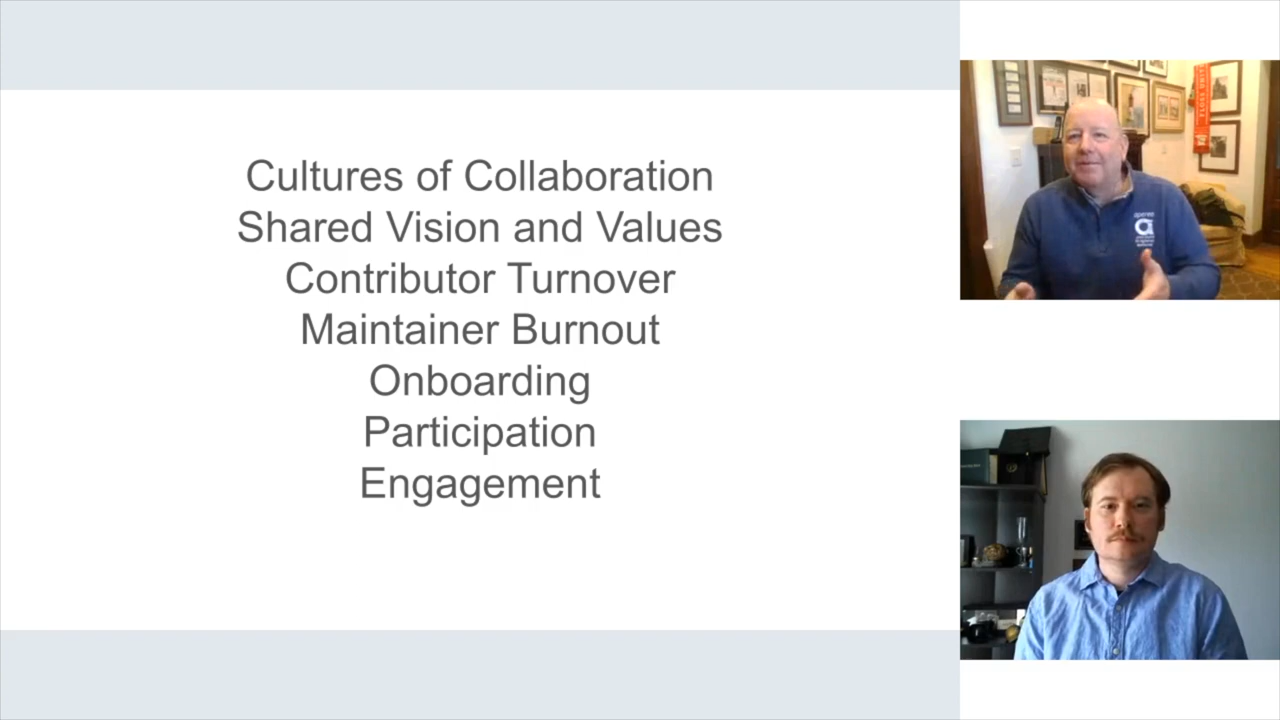 Cultures of Collaboration
Shared Vision and Values
Contributor Turnover
Maintainer Burnout
Onboarding
Participation
Engagement